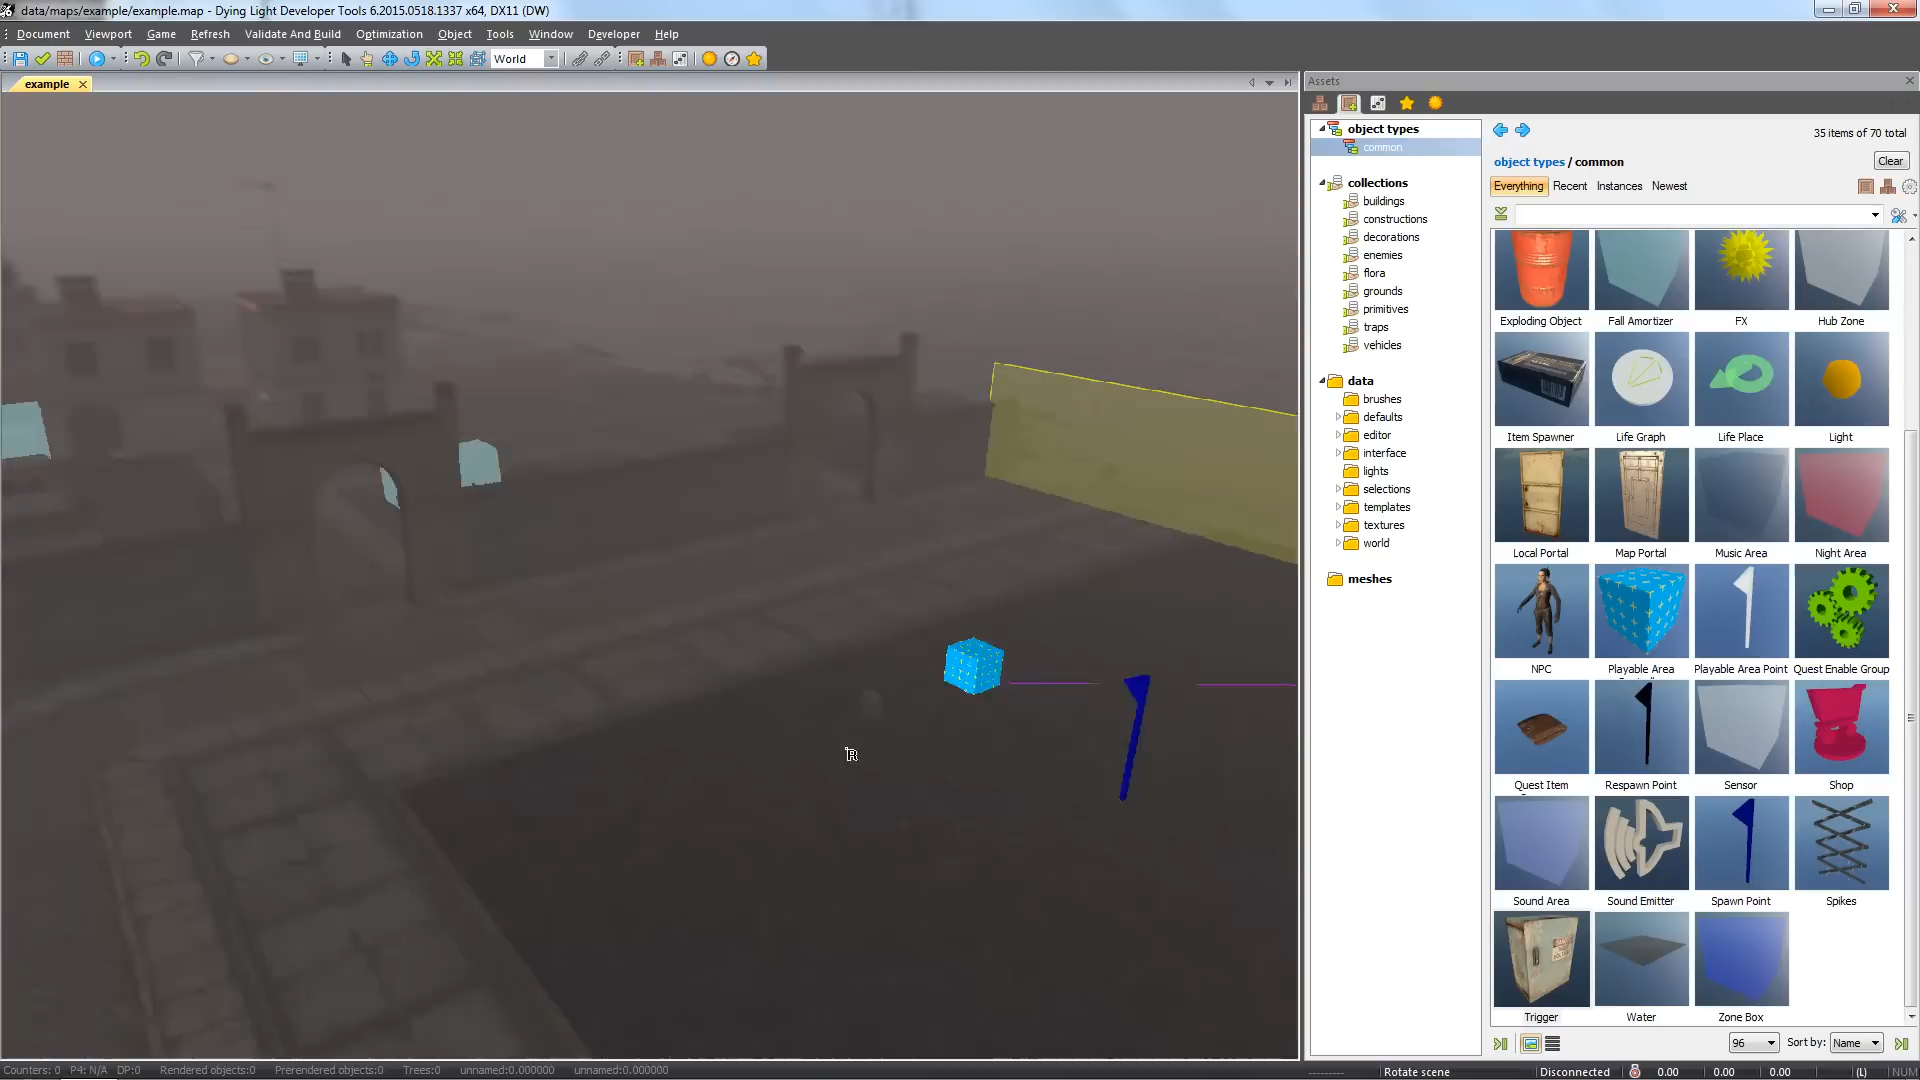 data/maps/example/example.map - Dying Light Developer Tools 6.2015.0518.1337 x64, DX11 (DW)
Document Viewport Game Refresh Validate And Build Optimization Object Tools Window Developer Help
World
example
Assets
object types
common
collections
buildings
constructions
decorations
enemies
flora
grounds
primitives
traps
vehicles
data
brushes
defaults
editor
interface
lights
selections
templates
textures
world
meshes
35 items of 70 total
object types / common
Clear
Everything Recent Instances Newest
Exploding Object Fall Amortizer FX Hub Zone
Item Spawner Life Graph Life Place Light
Local Portal Map Portal Music Area Night Area
NPC Playable Area Playable Area Point Quest Enable Group
Quest Item Respawn Point Sensor Shop
Sound Area Sound Emitter Spawn Point Spikes
Trigger Water Zone Box
96 Sort by: Name
Counters: 0 P4: N/A DP:0 Rendered objects:0 Prerendered objects:0 Trees:0 unnamed:0.000000 unnamed:0.000000
Rotate scene Disconnected 0.00 0.00 0.00 (L) NUM